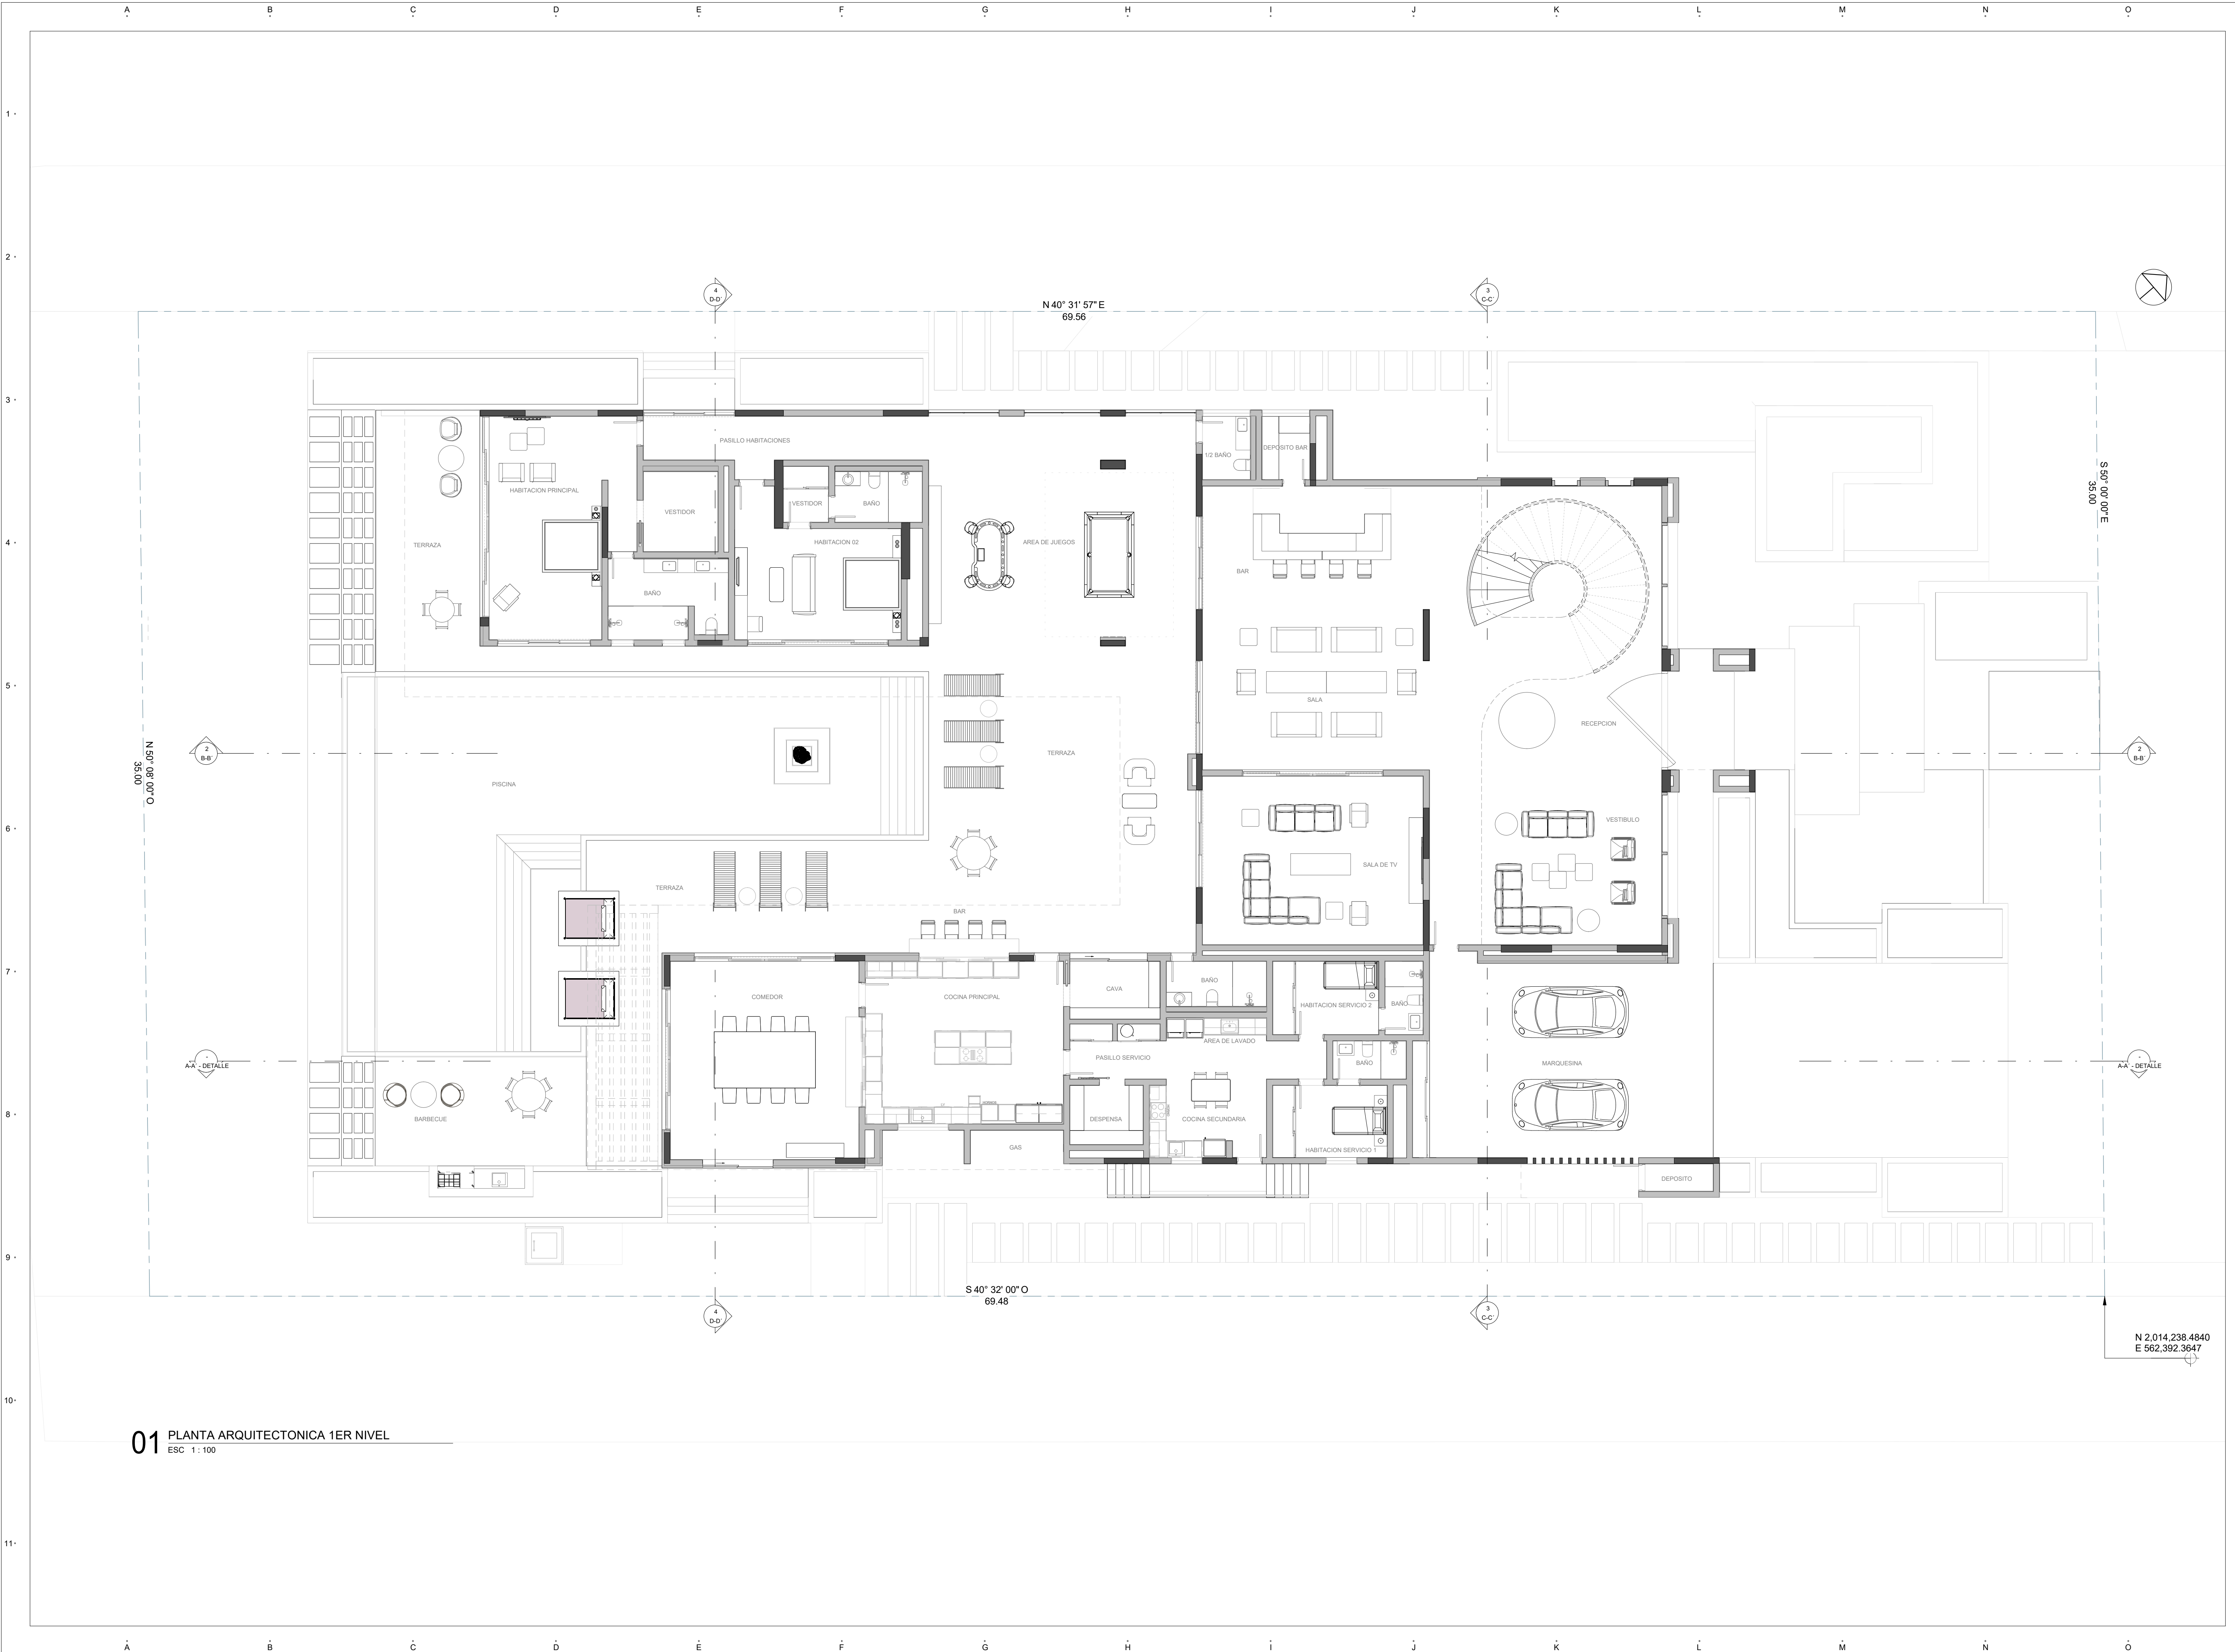 A B C D E F G H I J K L M N O
1
2
3
4
5
6
7
8
9
10
11
4
D-D´
3
C-C´
N 40° 31' 57" E
69.56
S 50° 00' 00" E
35.00
N 50° 08' 00" O
35.00
S 40° 32' 00" O
69.48
2
B-B´
2
B-B´
-
A-A´ - DETALLE
-
A-A´ - DETALLE
4
D-D´
3
C-C´
N 2,014,238.4840
E 562,392.3647
PASILLO HABITACIONES
1/2 BAÑO
DEPOSITO BAR
HABITACION PRINCIPAL
VESTIDOR
VESTIDOR
BAÑO
TERRAZA
HABITACION 02
AREA DE JUEGOS
BAR
BAÑO
SALA
RECEPCION
TERRAZA
PISCINA
VESTIBULO
SALA DE TV
TERRAZA
BAR
COMEDOR
COCINA PRINCIPAL
CAVA
BAÑO
HABITACION SERVICIO 2
BAÑO
AREA DE LAVADO
PASILLO SERVICIO
BAÑO
MARQUESINA
BARBECUE
DESPENSA
COCINA SECUNDARIA
GAS
HABITACION SERVICIO 1
DEPOSITO
01 PLANTA ARQUITECTONICA 1ER NIVEL
ESC 1 : 100
A B C D E F G H I J K L M N O